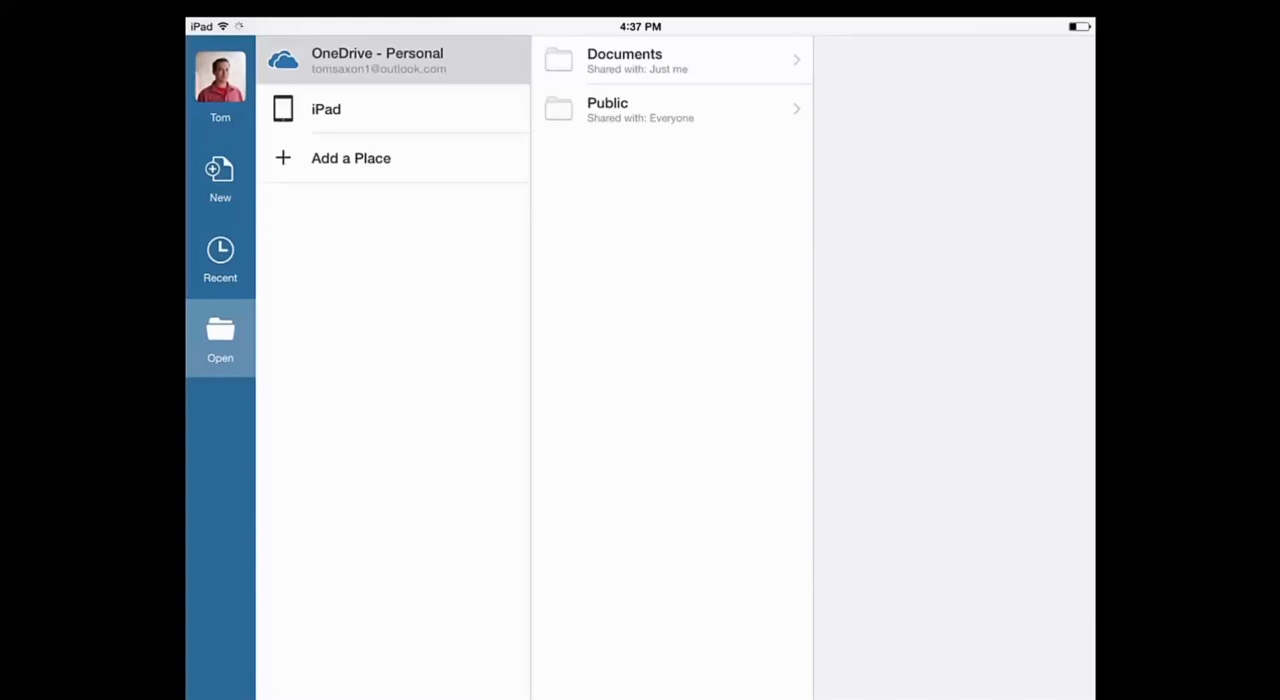 iPad
4:37 PM
Tom
New
Recent
Open
OneDrive - Personal
tomsaxon1@outlook.com
iPad
Add a Place
Documents
Shared with: Just me
Public
Shared with: Everyone